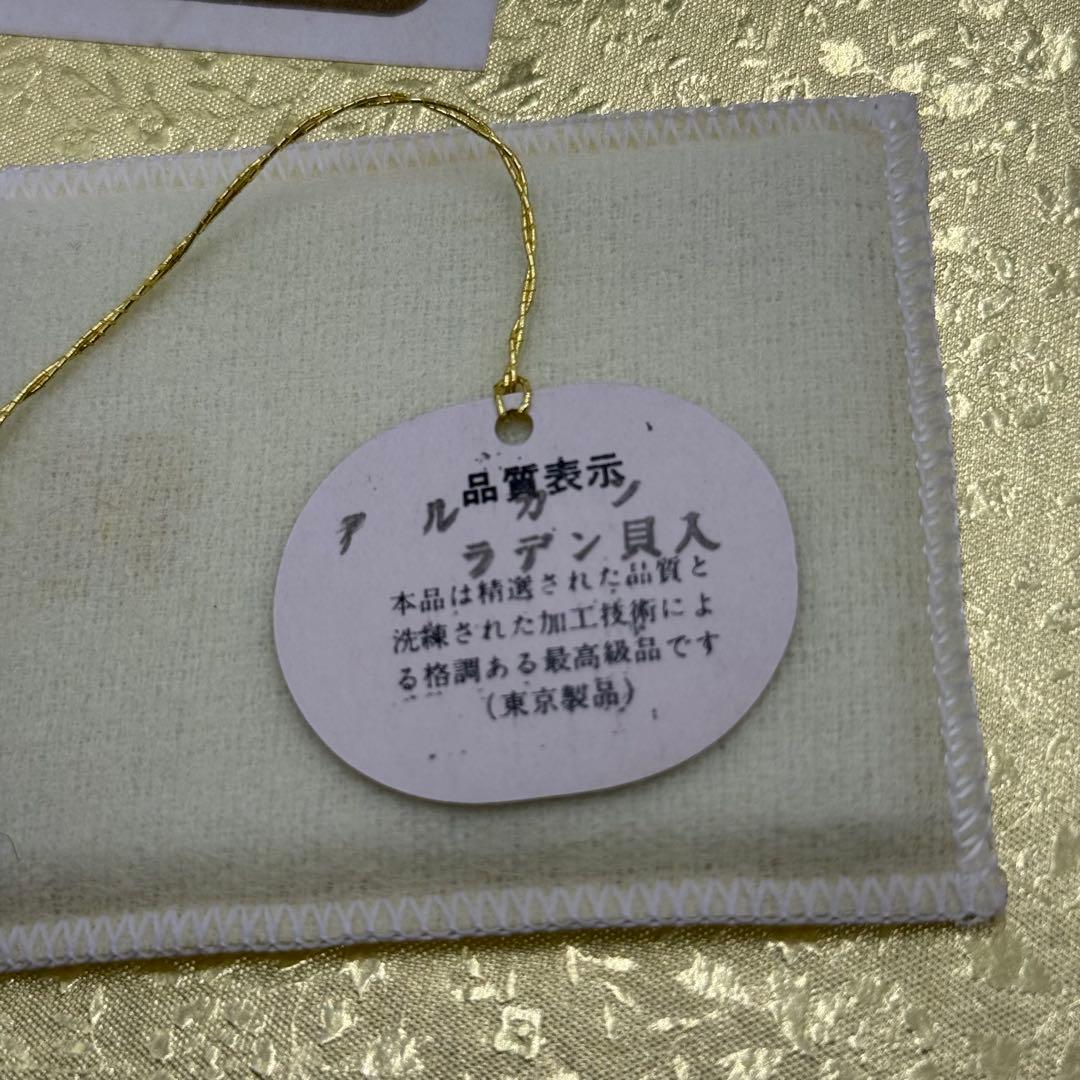 品質表示
アルカノ
ラデン貝入
本品は精選された品質と
洗練された加工技術によ
る格調ある最高級品です
(東京製品)